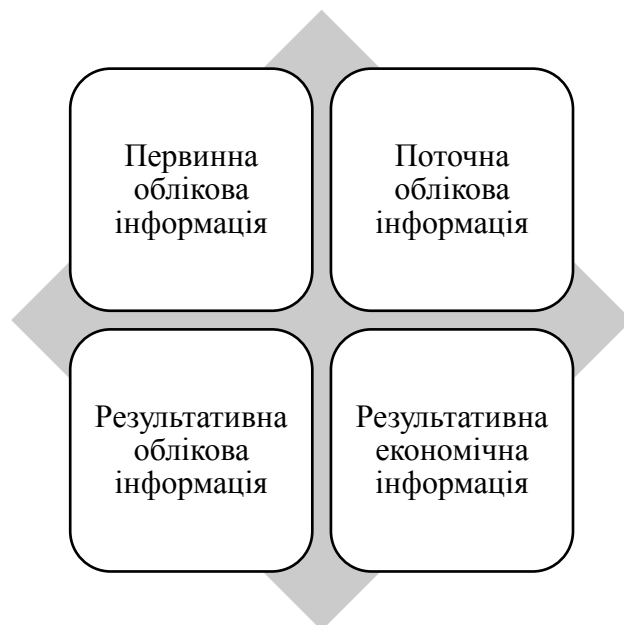 Первинна
облікова
інформація
Поточна
облікова
інформація
Результативна
облікова
інформація
Результативна
економічна
інформація